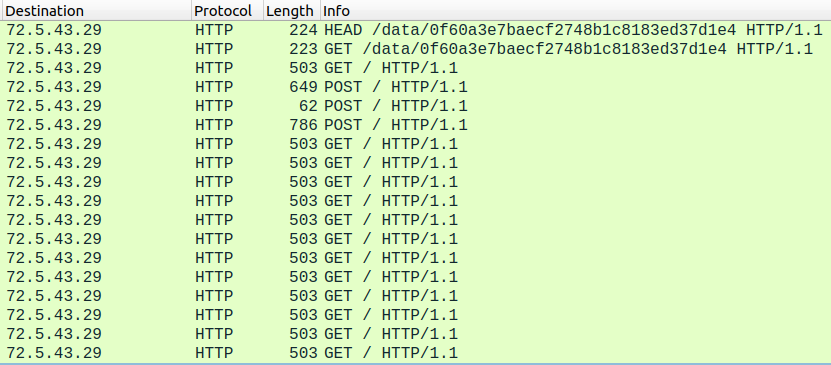 Destination Protocol Length Info
72.5.43.29 HTTP 224 HEAD /data/0f60a3e7baecf2748b1c8183ed37d1e4 HTTP/1.1
72.5.43.29 HTTP 223 GET /data/0f60a3e7baecf2748b1c8183ed37d1e4 HTTP/1.1
72.5.43.29 HTTP 503 GET / HTTP/1.1
72.5.43.29 HTTP 649 POST / HTTP/1.1
72.5.43.29 HTTP 62 POST / HTTP/1.1
72.5.43.29 HTTP 786 POST / HTTP/1.1
72.5.43.29 HTTP 503 GET / HTTP/1.1
72.5.43.29 HTTP 503 GET / HTTP/1.1
72.5.43.29 HTTP 503 GET / HTTP/1.1
72.5.43.29 HTTP 503 GET / HTTP/1.1
72.5.43.29 HTTP 503 GET / HTTP/1.1
72.5.43.29 HTTP 503 GET / HTTP/1.1
72.5.43.29 HTTP 503 GET / HTTP/1.1
72.5.43.29 HTTP 503 GET / HTTP/1.1
72.5.43.29 HTTP 503 GET / HTTP/1.1
72.5.43.29 HTTP 503 GET / HTTP/1.1
72.5.43.29 HTTP 503 GET / HTTP/1.1
72.5.43.29 HTTP 503 GET / HTTP/1.1